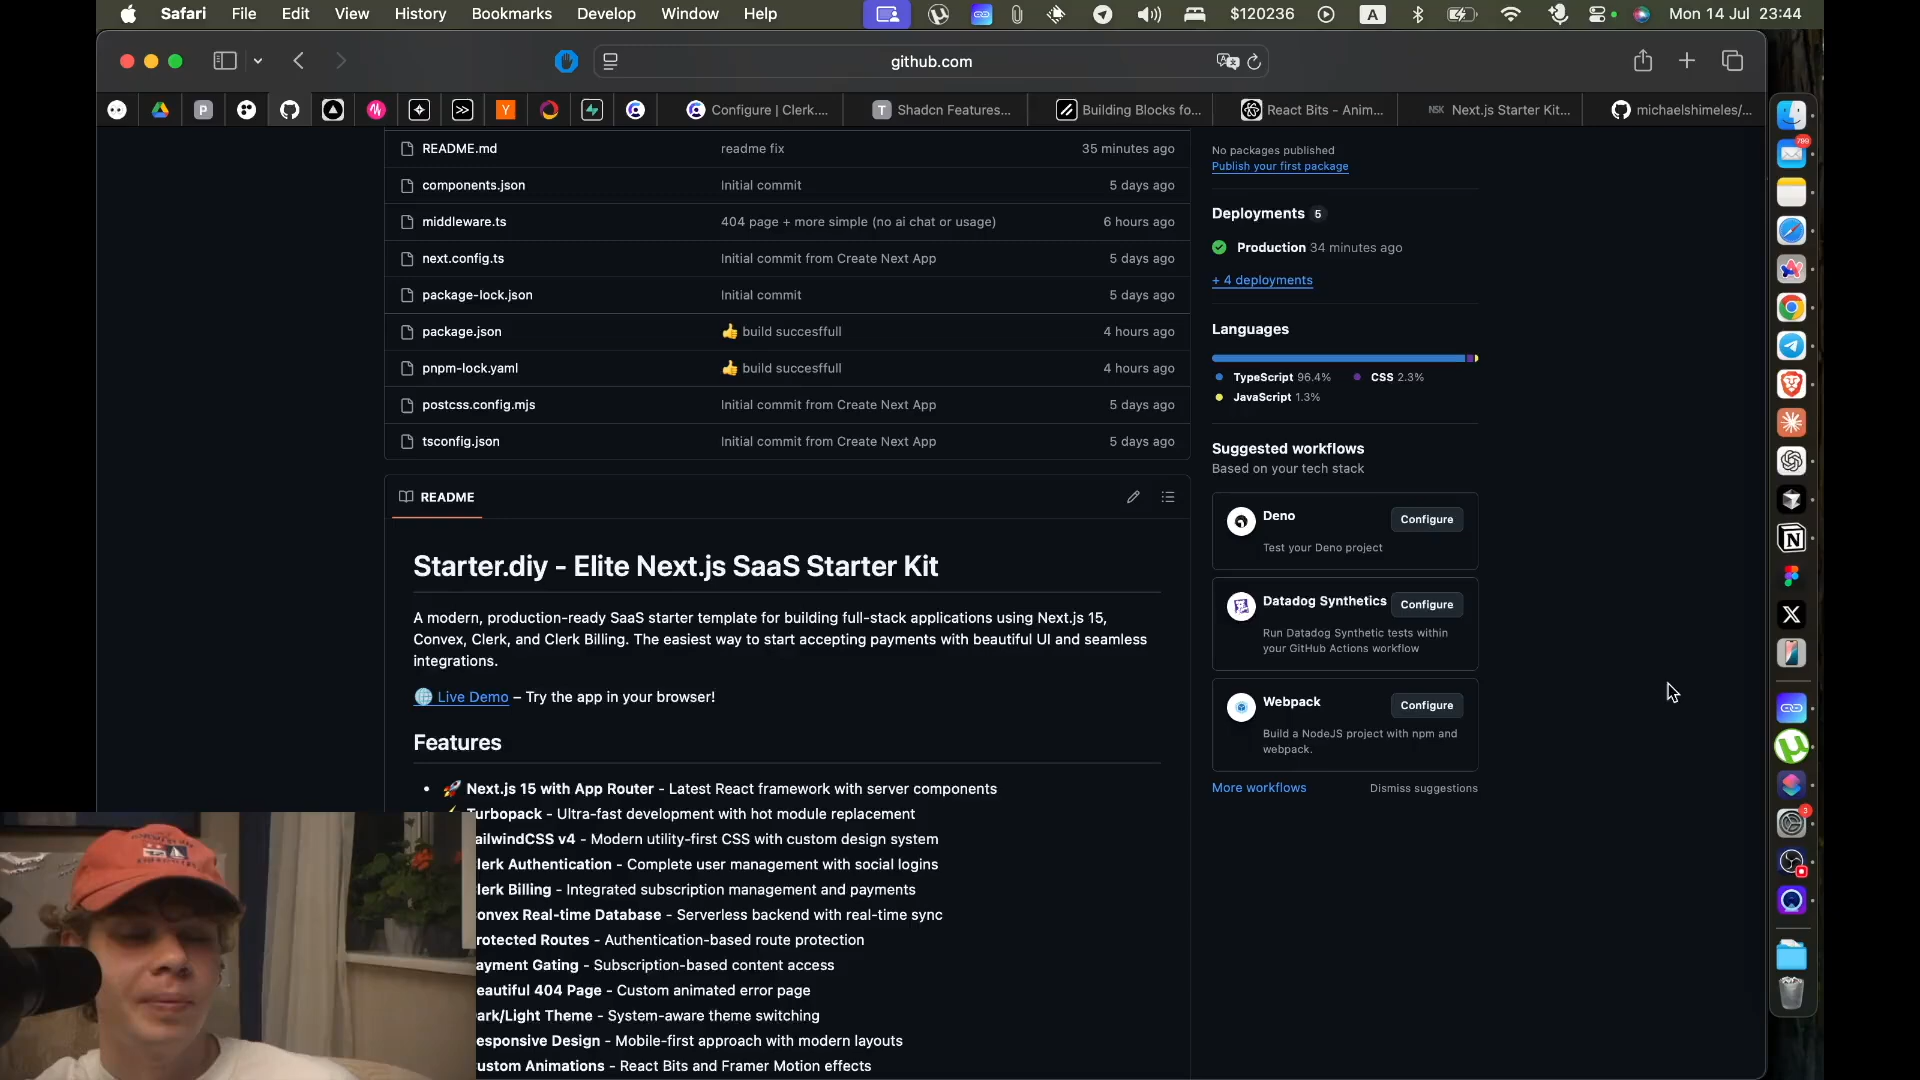 Safari File Edit View History Bookmarks Develop Window Help $120236 A Mon 14 Jul 23:44
github.com
P Y Configure | Clerk.... T Shadcn Features... Building Blocks fo... React Bits - Anim... NSK Next.js Starter Kit... michaelshimeles/...
799
README.md readme fix 35 minutes ago
components.json Initial commit 5 days ago
middleware.ts 404 page + more simple (no ai chat or usage) 6 hours ago
next.config.ts Initial commit from Create Next App 5 days ago
package-lock.json Initial commit 5 days ago
package.json 👍 build succesffull 4 hours ago
pnpm-lock.yaml 👍 build succesffull 4 hours ago
postcss.config.mjs Initial commit from Create Next App 5 days ago
tsconfig.json Initial commit from Create Next App 5 days ago
README
Starter.diy - Elite Next.js SaaS Starter Kit
A modern, production-ready SaaS starter template for building full-stack applications using Next.js 15,
Convex, Clerk, and Clerk Billing. The easiest way to start accepting payments with beautiful UI and seamless
integrations.
🌐 Live Demo – Try the app in your browser!
Features
• 🚀 Next.js 15 with App Router - Latest React framework with server components
Turbopack - Ultra-fast development with hot module replacement
ailwindCSS v4 - Modern utility-first CSS with custom design system
lerk Authentication - Complete user management with social logins
lerk Billing - Integrated subscription management and payments
onvex Real-time Database - Serverless backend with real-time sync
rotected Routes - Authentication-based route protection
ayment Gating - Subscription-based content access
eautiful 404 Page - Custom animated error page
ark/Light Theme - System-aware theme switching
esponsive Design - Mobile-first approach with modern layouts
ustom Animations - React Bits and Framer Motion effects
No packages published
Publish your first package
Deployments 5
Production 34 minutes ago
+ 4 deployments
Languages
TypeScript 96.4% CSS 2.3%
JavaScript 1.3%
Suggested workflows
Based on your tech stack
Deno Configure
Test your Deno project
Datadog Synthetics Configure
Run Datadog Synthetic tests within
your GitHub Actions workflow
Webpack Configure
Build a NodeJS project with npm and
webpack.
More workflows Dismiss suggestions
3